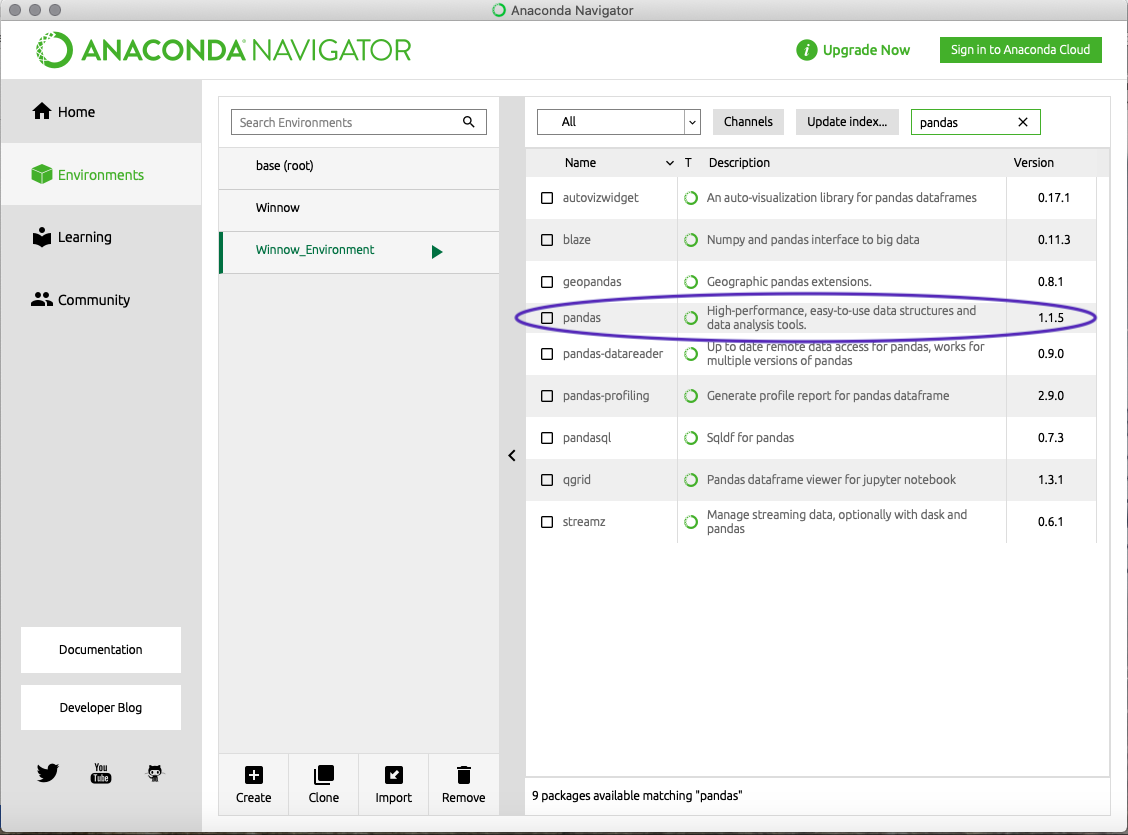 Anaconda Navigator
ANACONDA NAVIGATOR
i Upgrade Now
Sign in to Anaconda Cloud
Home
Environments
Learning
Community
Documentation
Developer Blog
You
Tube
Search Environments
base (root)
Winnow
Winnow_Environment
Create
Clone
Import
Remove
All
Channels
Update index...
pandas
Name T Description Version
autovizwidget An auto-visualization library for pandas dataframes 0.17.1
blaze Numpy and pandas interface to big data 0.11.3
geopandas Geographic pandas extensions. 0.8.1
pandas High-performance, easy-to-use data structures and 1.1.5
data analysis tools.
pandas-datareader Up to date remote data access for pandas, works for 0.9.0
multiple versions of pandas
pandas-profiling Generate profile report for pandas dataframe 2.9.0
pandasql Sqldf for pandas 0.7.3
qgrid Pandas dataframe viewer for jupyter notebook 1.3.1
streamz Manage streaming data, optionally with dask and 0.6.1
pandas
9 packages available matching "pandas"